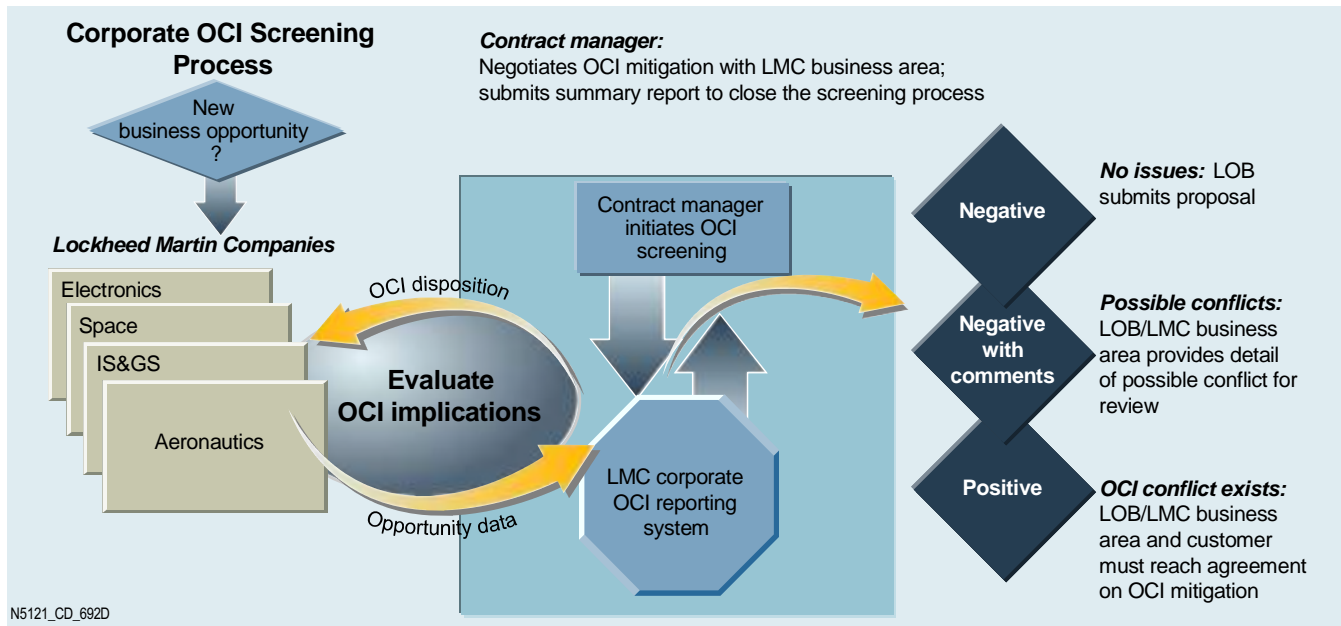 Corporate OCI Screening
Process
New
business opportunity
?
Lockheed Martin Companies
Electronics
Space
IS&GS
Aeronautics
OCI disposition
Evaluate
OCI implications
Opportunity data
Contract manager:
Negotiates OCI mitigation with LMC business area;
submits summary report to close the screening process
Contract manager
initiates OCI
screening
LMC corporate
OCI reporting
system
Negative
No issues: LOB
submits proposal
Negative
with
comments
Possible conflicts:
LOB/LMC business
area provides detail
of possible conflict for
review
Positive
OCI conflict exists:
LOB/LMC business
area and customer
must reach agreement
on OCI mitigation
N5121_CD_692D